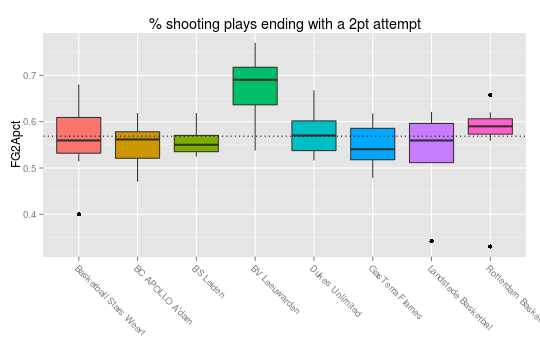 % shooting plays ending with a 2pt attempt
FG2Apct
0.7
0.6
0.5
0.4
Basketball Stars Weert
BC APOLLO A'dam
BS Leiden
BV Leeuwarden
Dukes Unlimited
GasTerra Flames
Landstede Basketbal
Rotterdam Baske